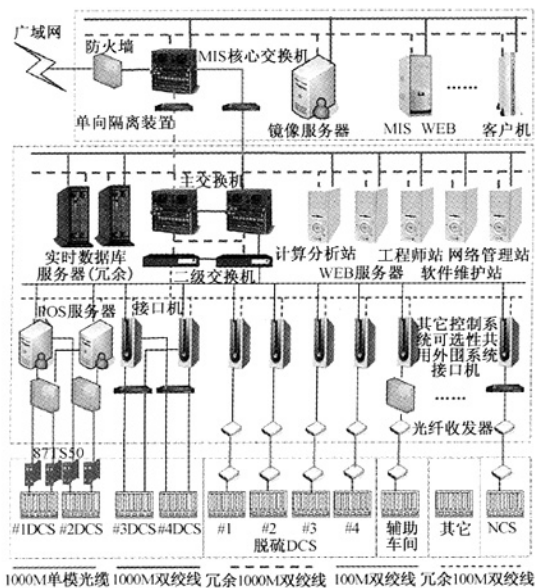 广域网
防火墙
MIS核心交换机
单向隔离装置
镜像服务器
MIS WEB
......
客户机
主交换机
实时数据库
服务器(冗余)
二级交换机
计算分析站
WEB服务器
工程师站
软件维护站
网络管理站
ROS服务器
接口机
其它控制系
统可选性共
用外围系统
接口机
......
光纤收发器
87TS50
#1DCS
#2DCS
#3DCS
#4DCS
#1
#2
#3
#4
脱硫DCS
辅助
车间
其它
NCS
1000M单模光缆
1000M双绞线
冗余1000M双绞线
100M双绞线
冗余100M双绞线